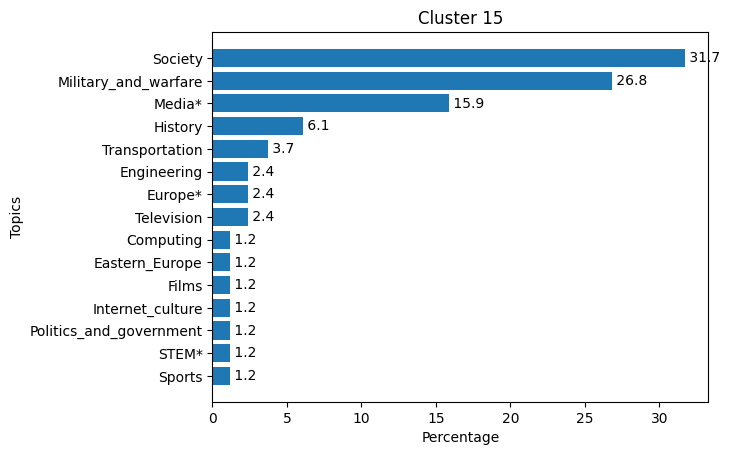 Cluster 15
Topics
Society 31.7
Military_and_warfare 26.8
Media* 15.9
History 6.1
Transportation 3.7
Engineering 2.4
Europe* 2.4
Television 2.4
Computing 1.2
Eastern_Europe 1.2
Films 1.2
Internet_culture 1.2
Politics_and_government 1.2
STEM* 1.2
Sports 1.2
0 5 10 15 20 25 30
Percentage